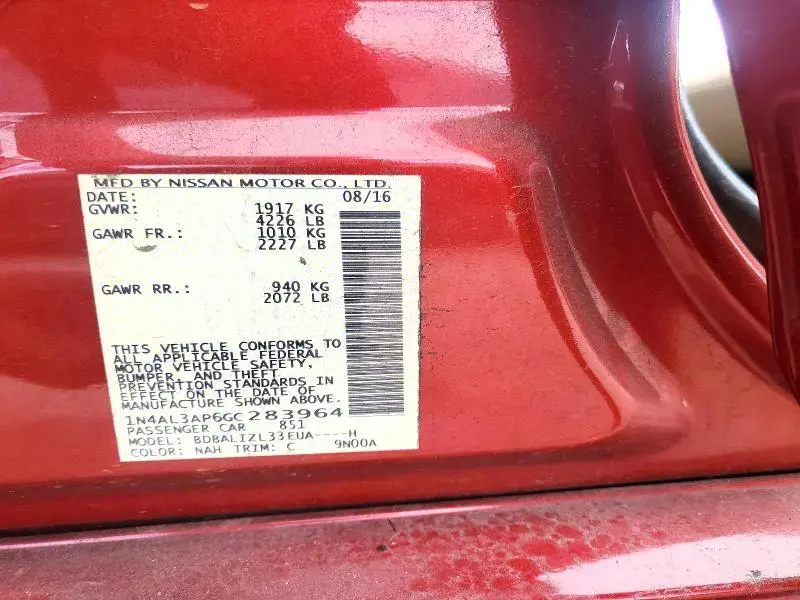 MFD BY NISSAN MOTOR CO., LTD.
DATE: 08/16
GVWR: 1917 KG
4226 LB
GAWR FR.: 1010 KG
2227 LB
GAWR RR.: 940 KG
2072 LB
THIS VEHICLE CONFORMS TO
ALL APPLICABLE FEDERAL
MOTOR VEHICLE SAFETY,
BUMPER, AND THEFT
PREVENTION STANDARDS IN
EFFECT ON THE DATE OF
MANUFACTURE SHOWN ABOVE.
1N4AL3AP6GC283964
PASSENGER CAR 851
MODEL: BDBALIZL33EUA----H
COLOR: NAH TRIM: C 9N00A